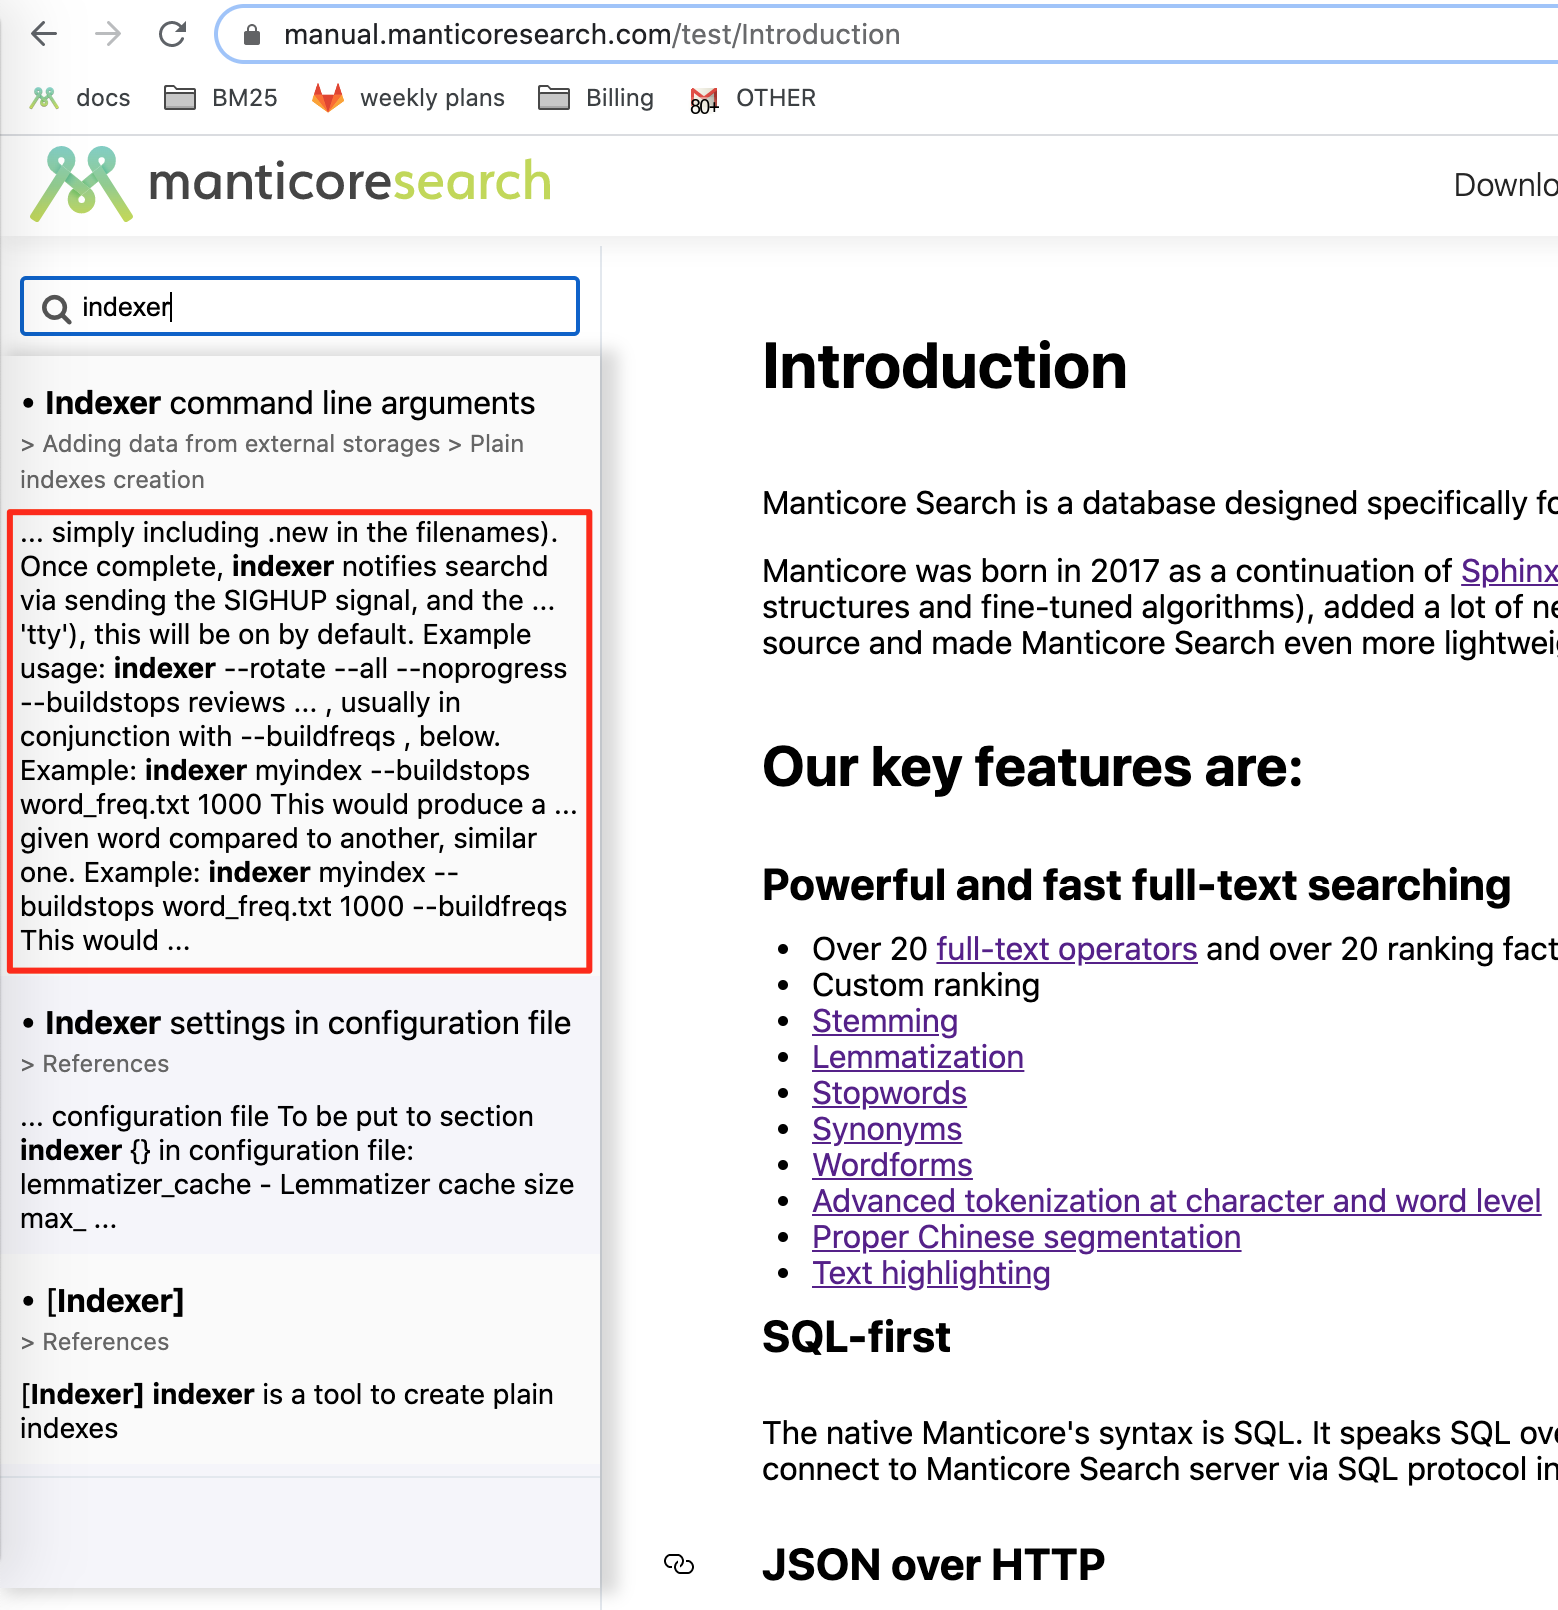 manual.manticoresearch.com/test/Introduction
docs BM25 weekly plans Billing 80+ OTHER
manticoresearch
indexer
• Indexer command line arguments
> Adding data from external storages > Plain
indexes creation
... simply including .new in the filenames).
Once complete, indexer notifies searchd
via sending the SIGHUP signal, and the ...
'tty'), this will be on by default. Example
usage: indexer --rotate --all --noprogress
--buildstops reviews ... , usually in
conjunction with --buildfreqs , below.
Example: indexer myindex --buildstops
word_freq.txt 1000 This would produce a ...
given word compared to another, similar
one. Example: indexer myindex --
buildstops word_freq.txt 1000 --buildfreqs
This would ...
• Indexer settings in configuration file
> References
... configuration file To be put to section
indexer {} in configuration file:
lemmatizer_cache - Lemmatizer cache size
max_ ...
• [Indexer]
> References
[Indexer] indexer is a tool to create plain
indexes
Downlo
Introduction
Manticore Search is a database designed specifically fo
Manticore was born in 2017 as a continuation of Sphinx
structures and fine-tuned algorithms), added a lot of ne
source and made Manticore Search even more lightwei
Our key features are:
Powerful and fast full-text searching
• Over 20 full-text operators and over 20 ranking fact
• Custom ranking
• Stemming
• Lemmatization
• Stopwords
• Synonyms
• Wordforms
• Advanced tokenization at character and word level
• Proper Chinese segmentation
• Text highlighting
SQL-first
The native Manticore's syntax is SQL. It speaks SQL ov
connect to Manticore Search server via SQL protocol in
JSON over HTTP